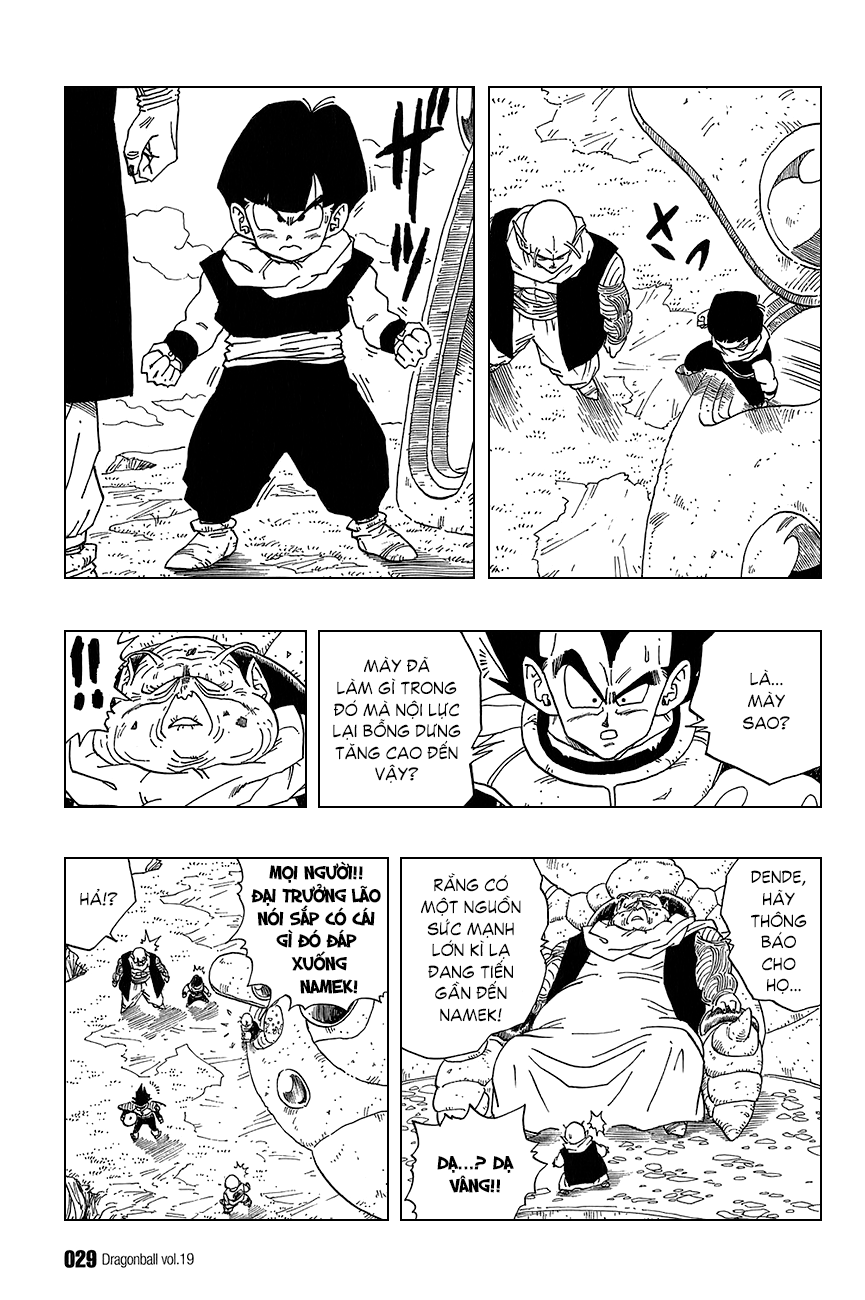 ズ
ン
ザッ
!!
LÀ...
MÀY
SAO?
MÀY ĐÃ
LÀM GÌ TRONG
ĐÓ MÀ NỘI LỰC
LẠI BỖNG DƯNG
TĂNG CAO ĐẾN
VẬY?
DENDE,
HÃY
THÔNG
BÁO
CHO
HỌ...
RẰNG CÓ
MỘT NGUỒN
SỨC MẠNH
LỚN KÌ LẠ
ĐANG TIẾN
GẦN ĐẾN
NAMEK!
DẠ...? DẠ
VÂNG!!
MỌI NGƯỜI!!
ĐẠI TRƯỞNG LÃO
NÓI SẮP CÓ CÁI
GÌ ĐÓ ĐÁP
XUỐNG
NAMEK!
HẢ!?
029 Dragonball vol.19